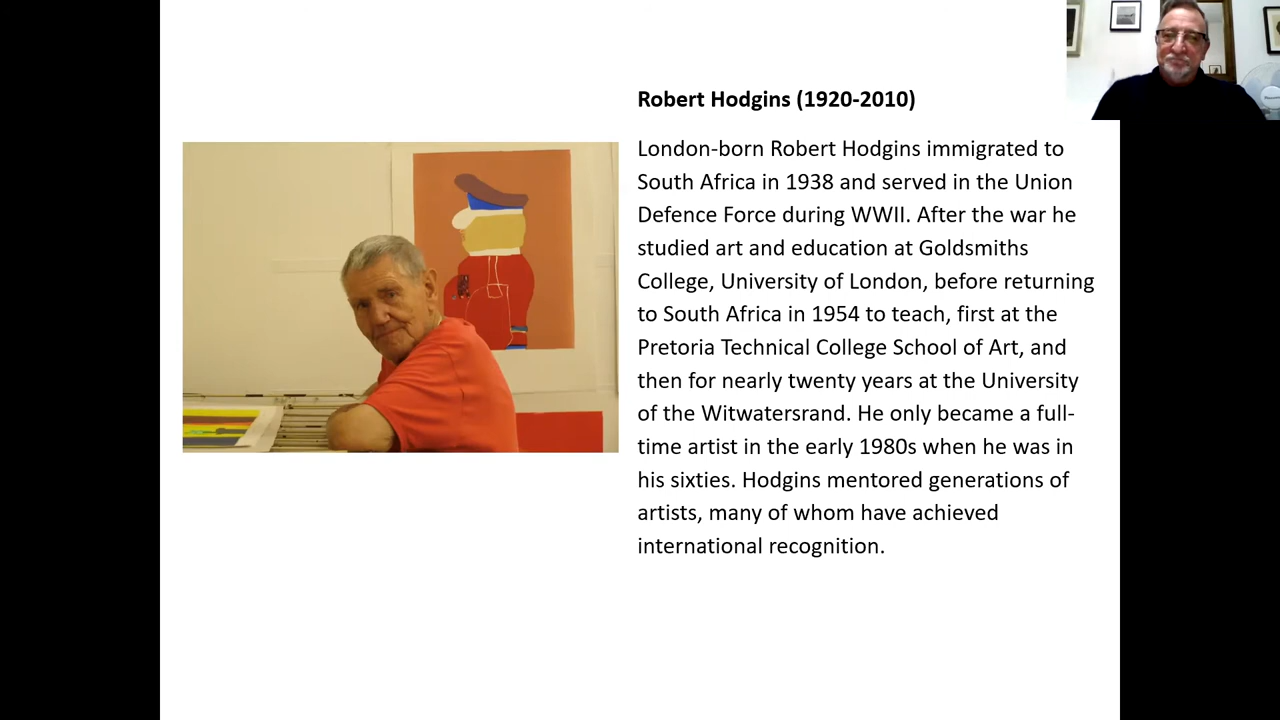 Robert Hodgins (1920-2010)
London-born Robert Hodgins immigrated to
South Africa in 1938 and served in the Union
Defence Force during WWII. After the war he
studied art and education at Goldsmiths
College, University of London, before returning
to South Africa in 1954 to teach, first at the
Pretoria Technical College School of Art, and
then for nearly twenty years at the University
of the Witwatersrand. He only became a full-
time artist in the early 1980s when he was in
his sixties. Hodgins mentored generations of
artists, many of whom have achieved
international recognition.